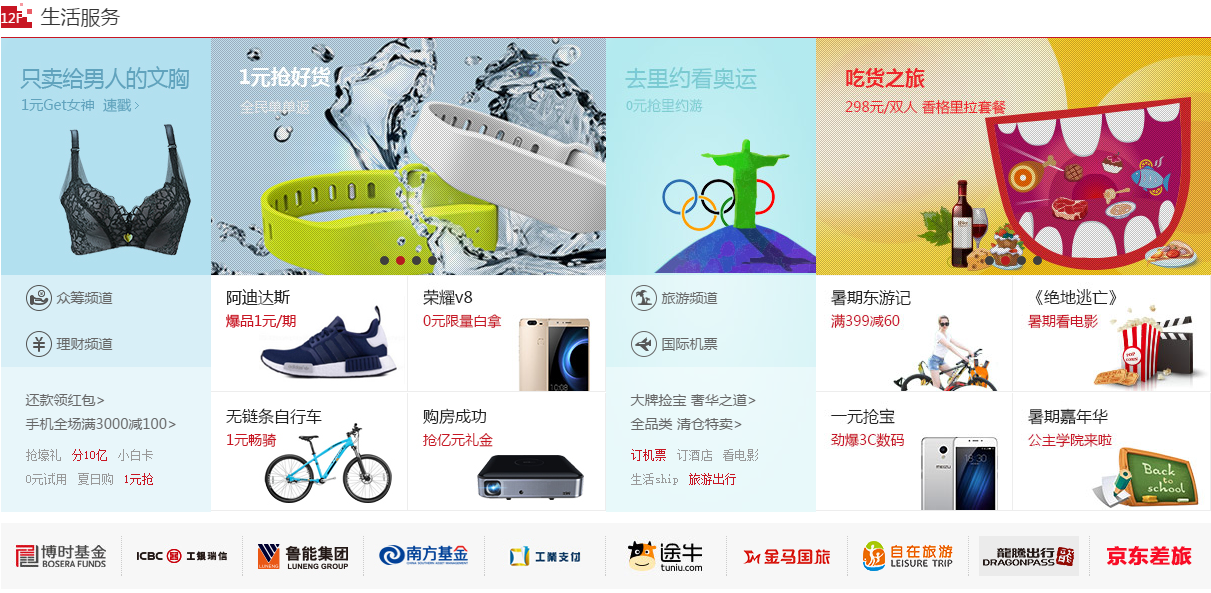 12F 生活服务
只卖给男人的文胸
1元Get女神 速戳>
1元抢好货
全民单单返
去里约看奥运
0元抢里约游
吃货之旅
298元/双人 香格里拉套餐
众筹频道
理财频道
还款领红包>
手机全场满3000减100>
抢壕礼 分10亿 小白卡
0元试用 夏日购 1元抢
阿迪达斯
爆品1元/期
荣耀v8
0元限量白拿
无链条自行车
1元畅骑
购房成功
抢亿元礼金
旅游频道
国际机票
大牌捡宝 奢华之道>
全品类 清仓特卖>
订机票 订酒店 看电影
生活ship 旅游出行
暑期东游记
满399减60
《绝地逃亡》
暑期看电影
POP CORN
一元抢宝
劲爆3C数码
MEIZU
暑期嘉年华
公主学院来啦
Back to school
博时基金
BOSERA FUNDS
ICBC 工银瑞信
鲁能集团
LUNENG GROUP
LUNENG
南方基金
CHINA SOUTHERN ASSET MANAGEMENT
工业支付
途牛
tuniu.com
金马国旅
自在旅游
LEISURE TRIP
龍騰出行
DRAGONPASS
京东差旅